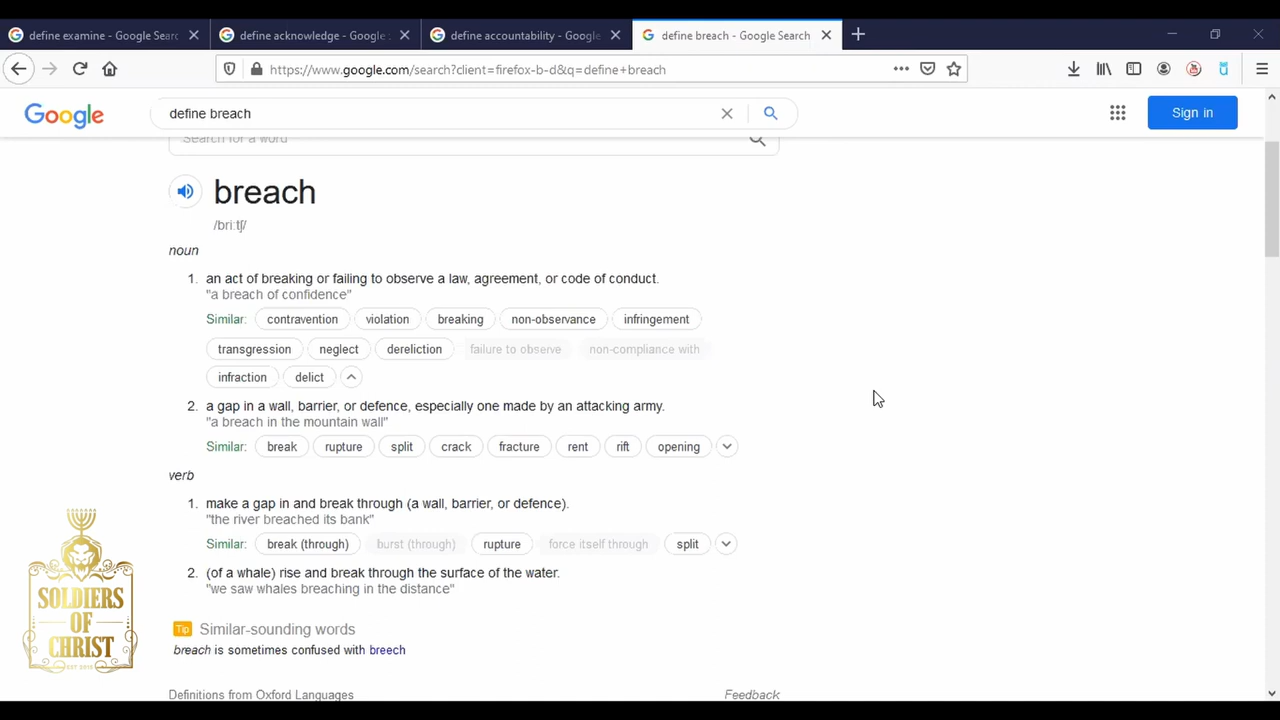 define examine - Google Searc
define acknowledge - Google
define accountability - Google
define breach - Google Search
https://www.google.com/search?client=firefox-b-d&q=define+breach
Google
define breach
Sign in
Search for a word
breach
/briːtʃ/
noun
1. an act of breaking or failing to observe a law, agreement, or code of conduct.
"a breach of confidence"
Similar: contravention violation breaking non-observance infringement
transgression neglect dereliction failure to observe non-compliance with
infraction delict
2. a gap in a wall, barrier, or defence, especially one made by an attacking army.
"a breach in the mountain wall"
Similar: break rupture split crack fracture rent rift opening
verb
1. make a gap in and break through (a wall, barrier, or defence).
"the river breached its bank"
Similar: break (through) burst (through) rupture force itself through split
2. (of a whale) rise and break through the surface of the water.
"we saw whales breaching in the distance"
Tip Similar-sounding words
breach is sometimes confused with breech
Definitions from Oxford Languages
Feedback
SOLDIERS
OF
CHRIST